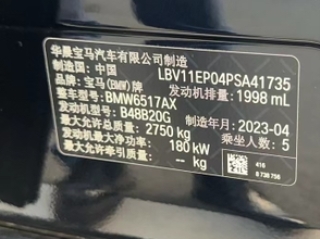 华晨宝马汽车有限公司制造
制造国：中国 LBV11EP04PSA41735
品牌：宝马(BMW)牌 发动机排量：1998 mL
整车型号：BMW6517AX
发动机型号：B48B20G 制造年月：2023-04
最大允许总质量：2750 kg 乘坐人数：5
发动机最大净功率：180 kW
最大允许牵引质量：-- kg
416
8 738 756